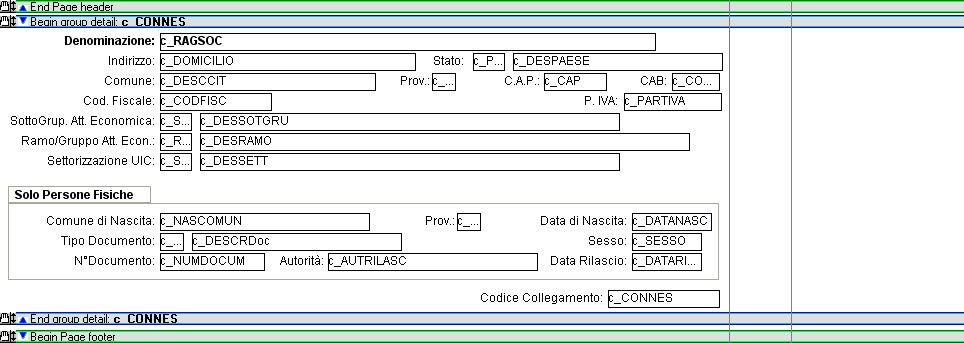 End Page header
Begin group detail: c_CONNES
Denominazione: c_RAGSOC
Indirizzo: c_DOMICILIO Stato: c_P... c_DESPAESE
Comune: c_DESCCIT Prov.: c_... C.A.P.: c_CAP CAB: c_CO...
Cod. Fiscale: c_CODFISC P. IVA: c_PARTIVA
SottoGrup. Att. Economica: c_S... c_DESSOTGRU
Ramo/Gruppo Att. Econ.: c_R... c_DESRAMO
Settorizzazione UIC: c_S... c_DESSETT
Solo Persone Fisiche
Comune di Nascita: c_NASCOMUN Prov.: c_... Data di Nascita: c_DATANASC
Tipo Documento: c_... c_DESCRDoc Sesso: c_SESSO
N°Documento: c_NUMDOCUM Autorità: c_AUTRILASC Data Rilascio: c_DATARI...
Codice Collegamento: c_CONNES
End group detail: c_CONNES
Begin Page footer